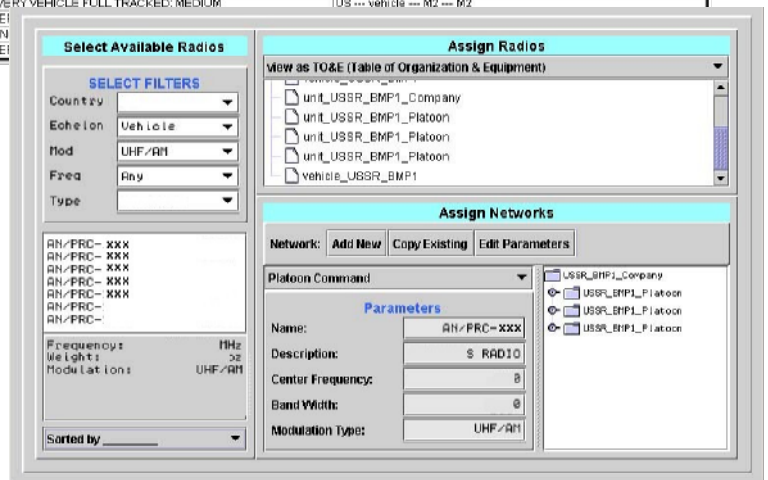 VERY VEHICLE FULL TRACKED: MEDIUM
US --- vehicle --- M2 --- M2
Select Available Radios
SELECT FILTERS
Country
Echelon Vehicle
Mod UHF/AM
Freq Any
Type
AN/PRC- XXX
AN/PRC- XXX
AN/PRC- XXX
AN/PRC- XXX
AN/PRC- XXX
AN/PRC-
AN/PRC-
Frequency: MHz
Weight: oz
Modulation: UHF/AM
Sorted by ________
Assign Radios
view as TO&E (Table of Organization & Equipment)
unit_USSR_BMP1_Company
unit_USSR_BMP1_Platoon
unit_USSR_BMP1_Platoon
unit_USSR_BMP1_Platoon
vehicle_USSR_BMP1
Assign Networks
Network: Add New Copy Existing Edit Parameters
Platoon Command
Parameters
Name: AN/PRC-XXX
Description: S RADIO
Center Frequency: 0
Band Width: 0
Modulation Type: UHF/AM
USSR_BMP1_Company
USSR_BMP1_Platoon
USSR_BMP1_Platoon
USSR_BMP1_Platoon